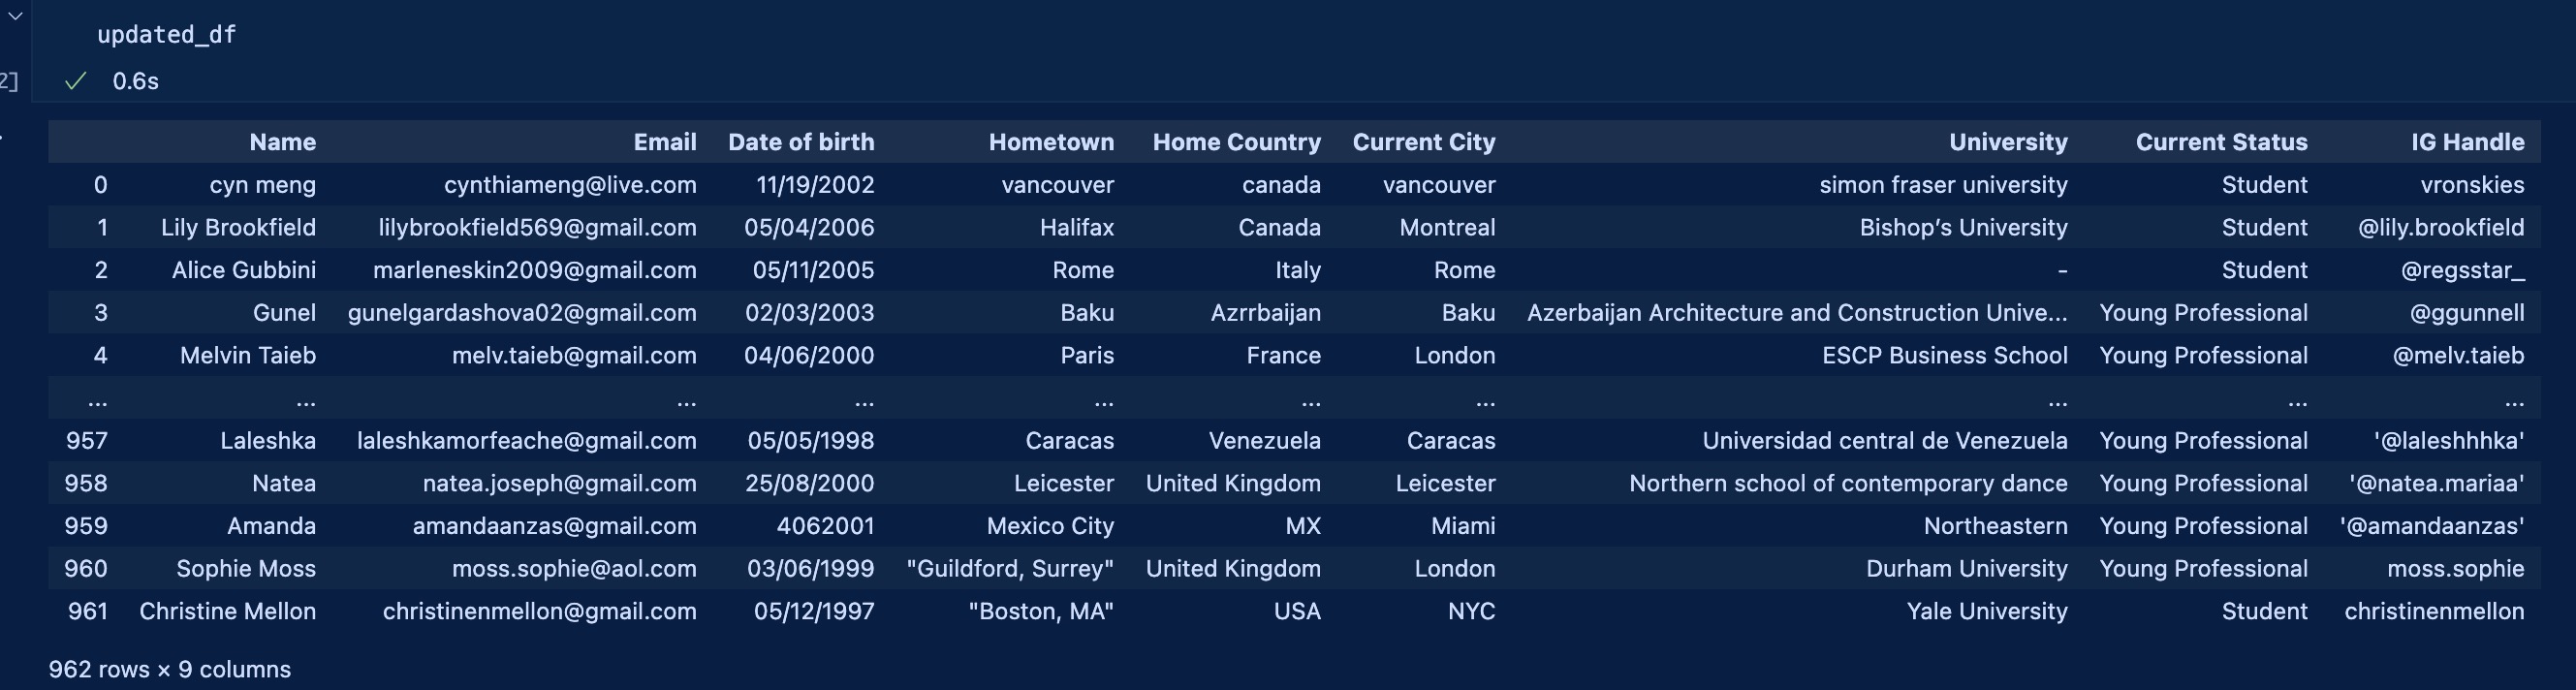 updated_df
2] ✓ 0.6s
Name Email Date of birth Hometown Home Country Current City University Current Status IG Handle
0 cyn meng cynthiameng@live.com 11/19/2002 vancouver canada vancouver simon fraser university Student vronskies
1 Lily Brookfield lilybrookfield569@gmail.com 05/04/2006 Halifax Canada Montreal Bishop’s University Student @lily.brookfield
2 Alice Gubbini marleneskin2009@gmail.com 05/11/2005 Rome Italy Rome - Student @regsstar_
3 Gunel gunelgardashova02@gmail.com 02/03/2003 Baku Azrrbaijan Baku Azerbaijan Architecture and Construction Unive... Young Professional @ggunnell
4 Melvin Taieb melv.taieb@gmail.com 04/06/2000 Paris France London ESCP Business School Young Professional @melv.taieb
... ... ... ... ... ... ... ... ... ...
957 Laleshka laleshkamorfeache@gmail.com 05/05/1998 Caracas Venezuela Caracas Universidad central de Venezuela Young Professional '@laleshhhka'
958 Natea natea.joseph@gmail.com 25/08/2000 Leicester United Kingdom Leicester Northern school of contemporary dance Young Professional '@natea.mariaa'
959 Amanda amandaanzas@gmail.com 4062001 Mexico City MX Miami Northeastern Young Professional '@amandaanzas'
960 Sophie Moss moss.sophie@aol.com 03/06/1999 "Guildford, Surrey" United Kingdom London Durham University Young Professional moss.sophie
961 Christine Mellon christinenmellon@gmail.com 05/12/1997 "Boston, MA" USA NYC Yale University Student christinenmellon
962 rows × 9 columns